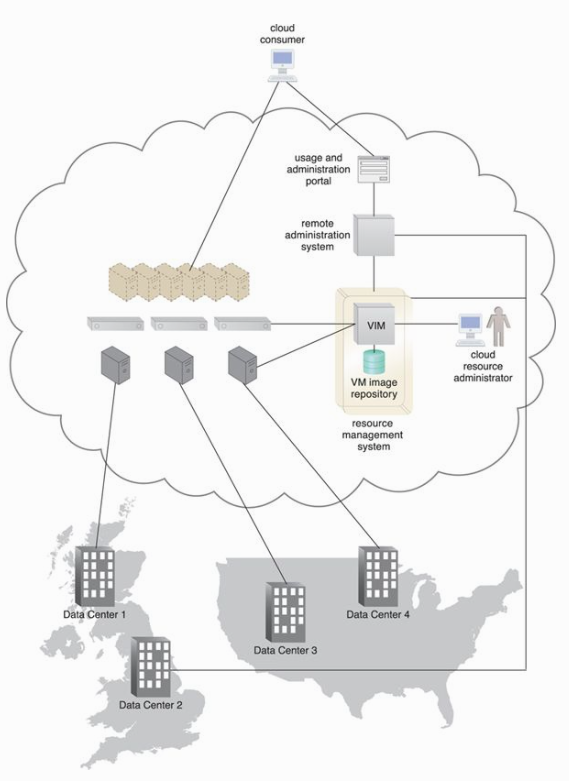 cloud
consumer
usage and
administration
portal
remote
administration
system
VIM
VM image
repository
cloud
resource
administrator
resource
management
system
Data Center 1
Data Center 4
Data Center 3
Data Center 2